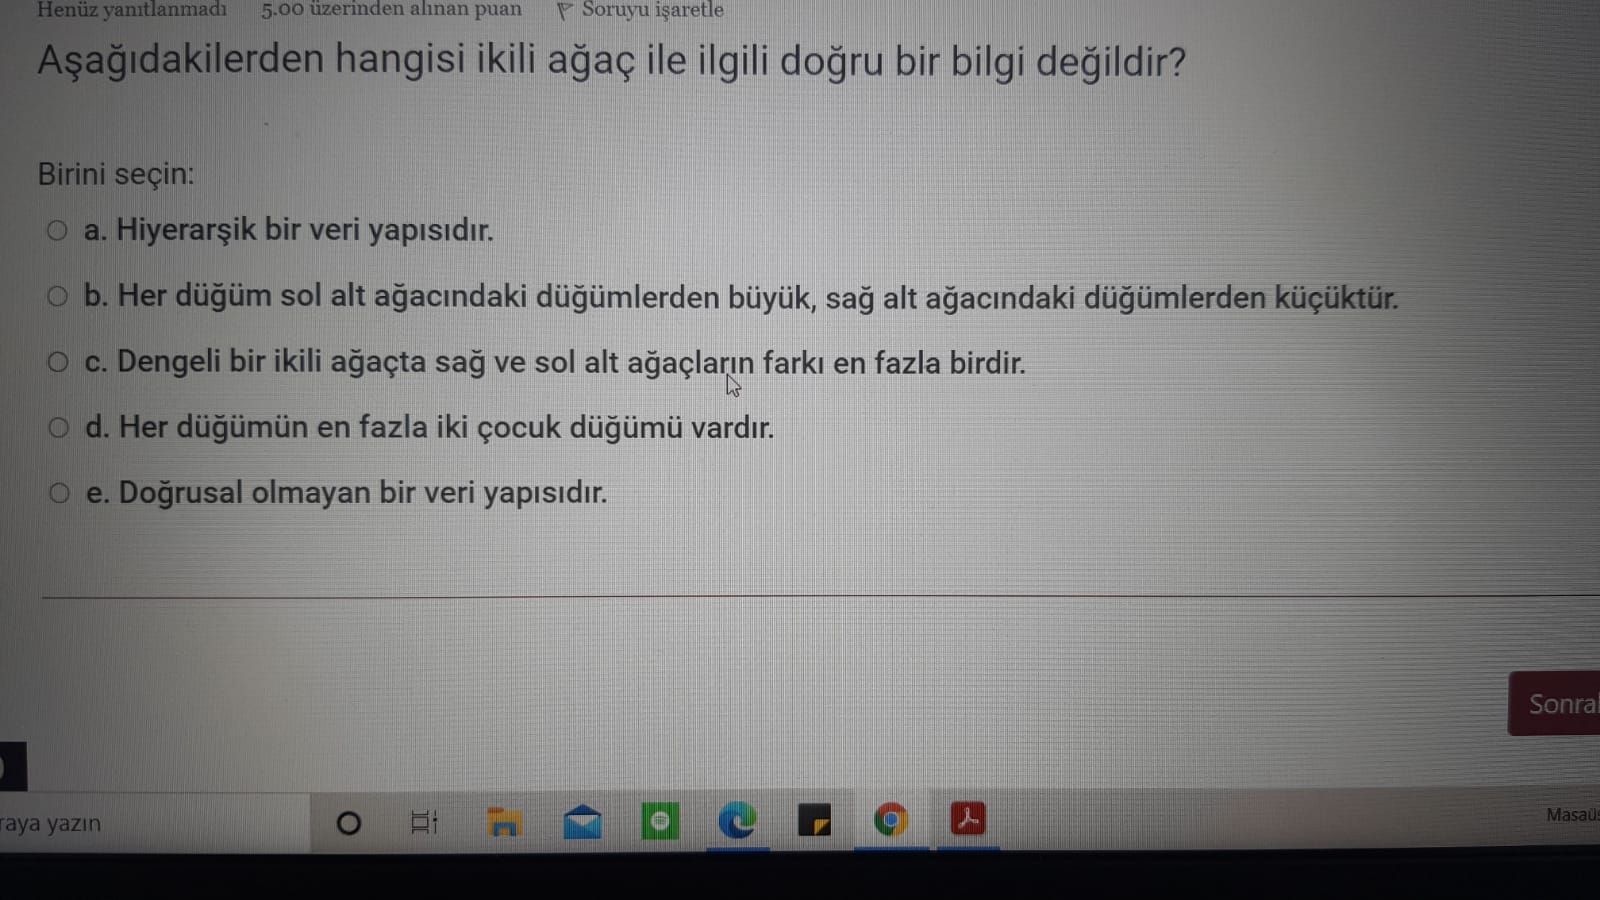 Henüz yanıtlanmadı 5.00 üzerinden alınan puan Soruyu işaretle
Aşağıdakilerden hangisi ikili ağaç ile ilgili doğru bir bilgi değildir?
Birini seçin:
a. Hiyerarşik bir veri yapısıdır.
b. Her düğüm sol alt ağacındaki düğümlerden büyük, sağ alt ağacındaki düğümlerden küçüktür.
c. Dengeli bir ikili ağaçta sağ ve sol alt ağaçların farkı en fazla birdir.
d. Her düğümün en fazla iki çocuk düğümü vardır.
e. Doğrusal olmayan bir veri yapısıdır.
Sonra
raya yazın
Masaüs